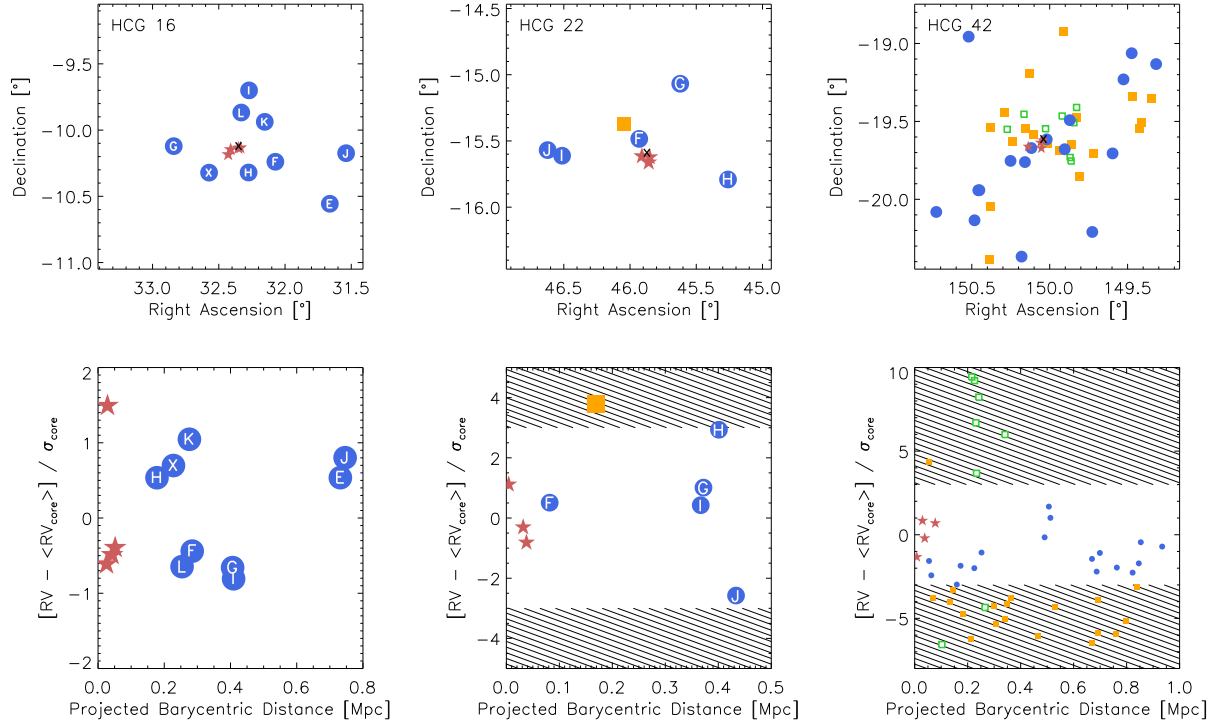 HCG 16
HCG 22
HCG 42
Declination [°]
−9.5
−10.0
−10.5
−11.0
I
L
K
G
X
F
H
J
X
E
33.0
32.5
32.0
31.5
Right Ascension [°]
Declination [°]
−14.5
−15.0
−15.5
−16.0
G
F
X
J
I
H
46.5
46.0
45.5
45.0
Right Ascension [°]
Declination [°]
−19.0
−19.5
−20.0
X
150.5
150.0
149.5
Right Ascension [°]
[RV − <RVcore>] / σcore
2
1
0
−1
−2
K
X
H
J
E
F
L
G
I
0.0
0.2
0.4
0.6
0.8
Projected Barycentric Distance [Mpc]
[RV − <RVcore>] / σcore
4
2
0
−2
−4
H
F
G
I
J
0.0
0.1
0.2
0.3
0.4
0.5
Projected Barycentric Distance [Mpc]
[RV − <RVcore>] / σcore
10
5
0
−5
0.0
0.2
0.4
0.6
0.8
1.0
Projected Barycentric Distance [Mpc]